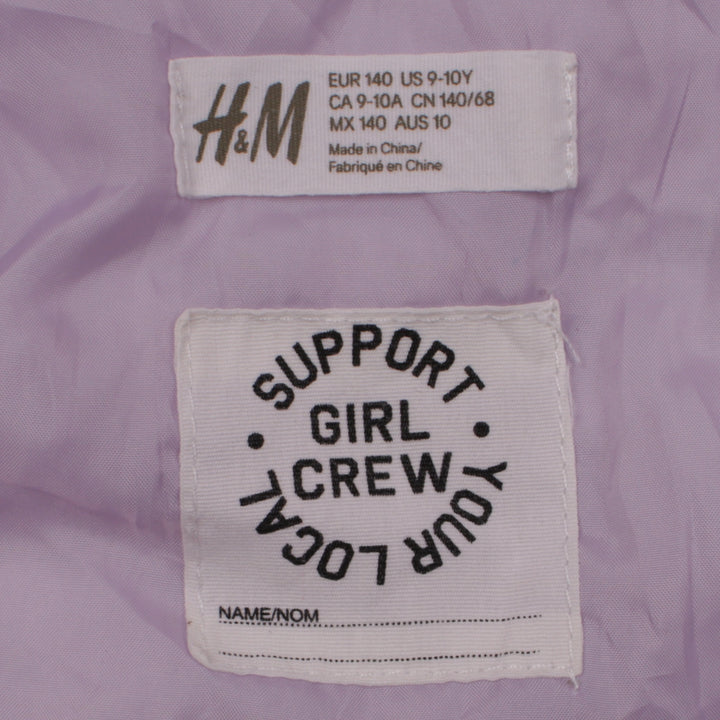 H&M
EUR 140 US 9-10Y
CA 9-10A CN 140/68
MX 140 AUS 10
Made in China/
Fabriqué en Chine
SUPPORT
• YOUR LOCAL •
GIRL
CREW
NAME/NOM